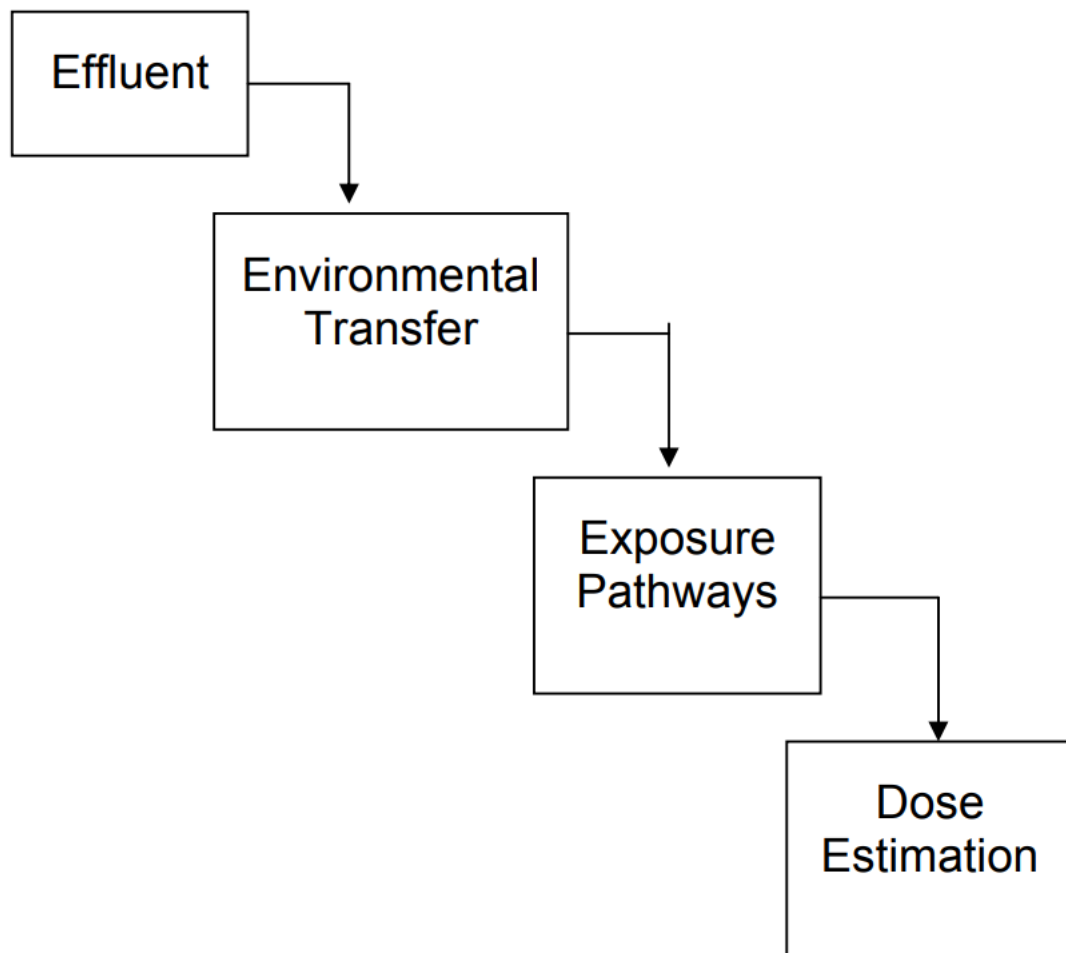 Effluent
Environmental
Transfer
Exposure
Pathways
Dose
Estimation